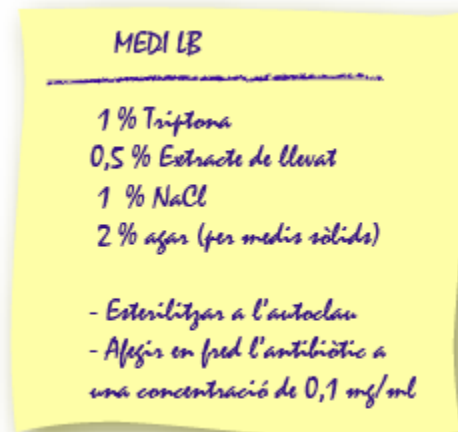 MEDI LB
1 % Triptona
0,5 % Extracte de llevat
1 % NaCl
2 % agar (per medis sòlids)
- Esterilitzar a l'autoclau
- Afegir en fred l'antibiòtic a
una concentració de 0,1 mg/ml